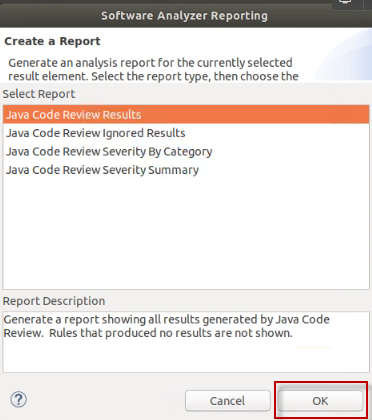 Software Analyzer Reporting
Create a Report
Generate an analysis report for the currently selected
result element. Select the report type, then choose the
Select Report
Java Code Review Results
Java Code Review Ignored Results
Java Code Review Severity By Category
Java Code Review Severity Summary
Report Description
Generate a report showing all results generated by Java Code
Review.  Rules that produced no results are not shown.
?
Cancel
OK